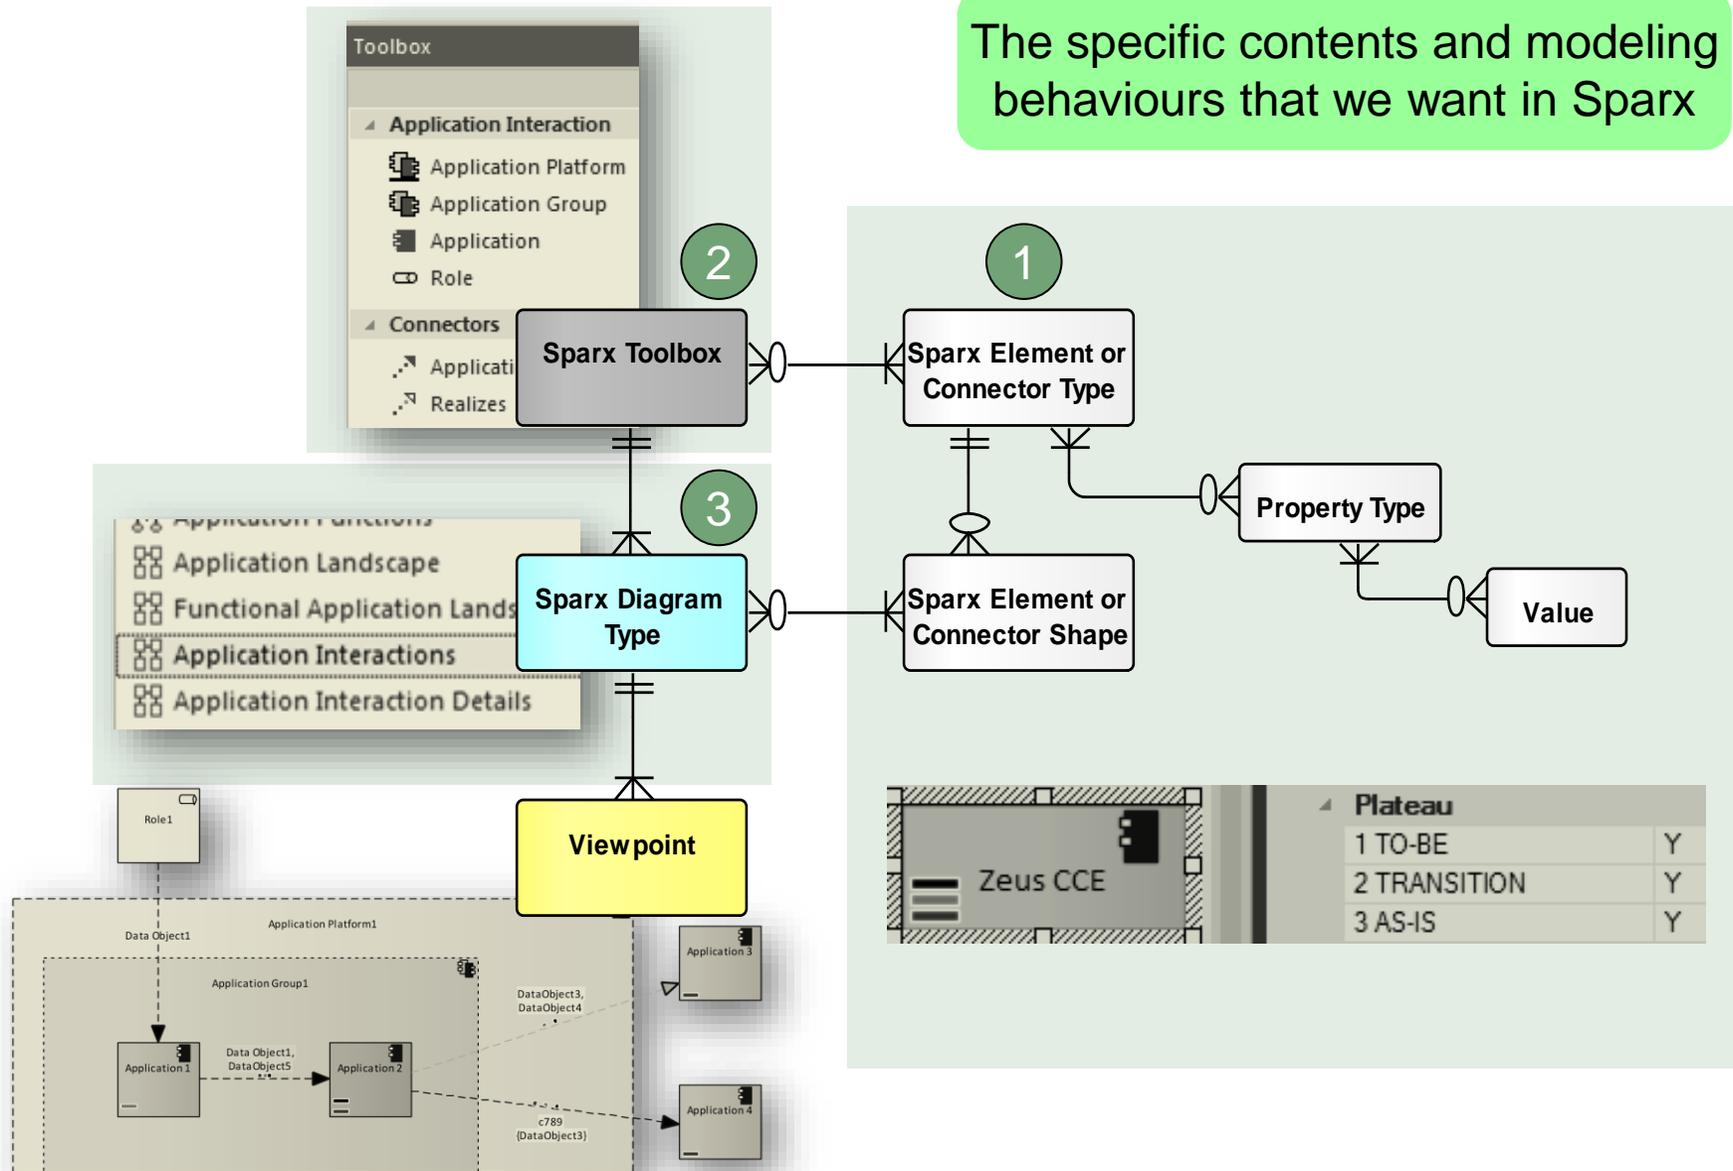 The specific contents and modeling
behaviours that we want in Sparx
Toolbox
Application Interaction
Application Platform
Application Group
Application
Role
Connectors
Applicati
Realizes
2
Sparx Toolbox
1
Sparx Element or
Connector Type
3
Application Functions
Application Landscape
Functional Application Lands
Application Interactions
Application Interaction Details
Sparx Diagram
Type
Sparx Element or
Connector Shape
Property Type
Value
Viewpoint
Zeus CCE
Plateau
1 TO-BE Y
2 TRANSITION Y
3 AS-IS Y
Role1
Data Object1
Application Platform1
Application Group1
Application 1
Data Object1,
DataObject5
Application 2
DataObject3,
DataObject4
Application 3
c789
{DataObject3}
Application 4